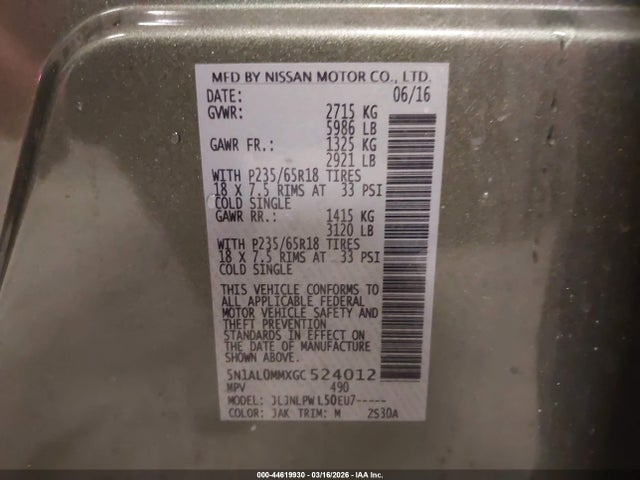 MFD BY NISSAN MOTOR CO., LTD.
DATE: 06/16
GVWR: 2715 KG
5986 LB
GAWR FR.: 1325 KG
2921 LB
WITH P235/65R18 TIRES
18 X 7.5 RIMS AT 33 PSI
COLD SINGLE
GAWR RR.: 1415 KG
3120 LB
WITH P235/65R18 TIRES
18 X 7.5 RIMS AT 33 PSI
COLD SINGLE
THIS VEHICLE CONFORMS TO
ALL APPLICABLE FEDERAL
MOTOR VEHICLE SAFETY AND
THEFT PREVENTION
STANDARDS IN EFFECT ON
THE DATE OF MANUFACTURE
SHOWN ABOVE.
5N1AL0MMXGC524012
MPV 490
MODEL:
COLOR: JAK TRIM: M ZS30A
000-44619930 - 03/16/2026 - IAA Inc.